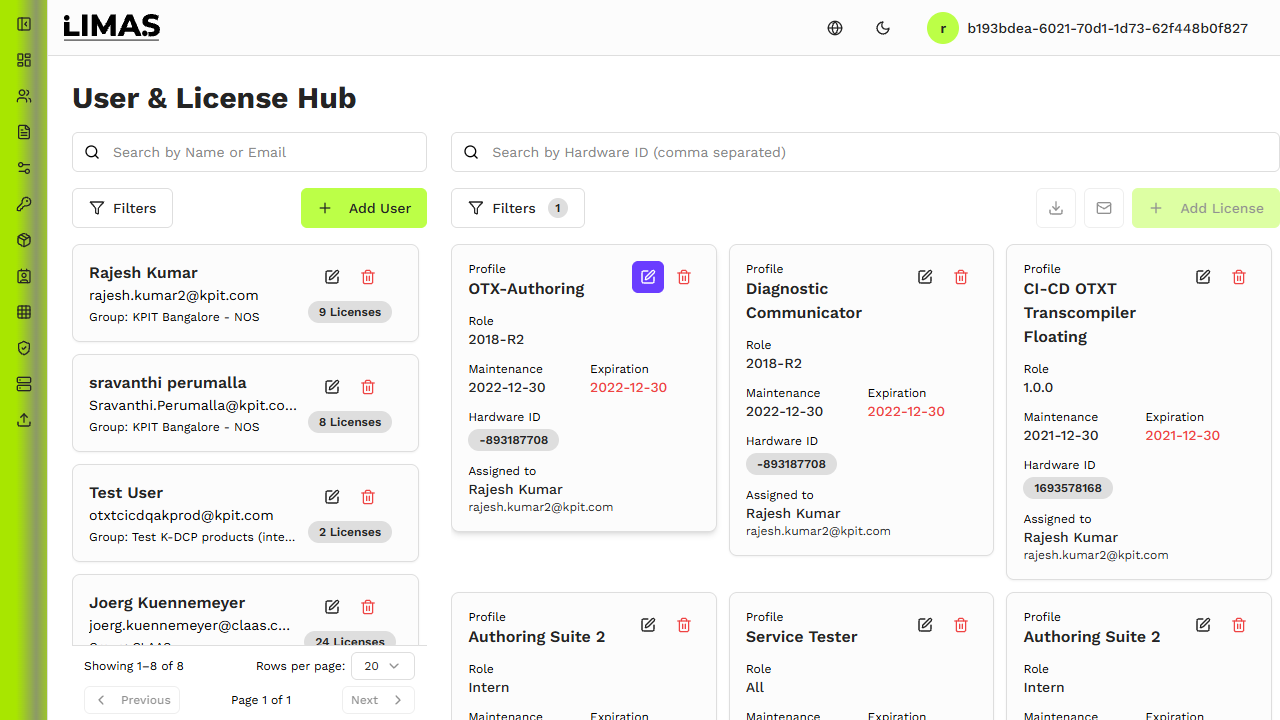 LIMAS
r
b193bdea-6021-70d1-1d73-62f448b0f827
User & License Hub
Search by Name or Email
Search by Hardware ID (comma separated)
Filters
Add User
Filters 1
Add License
Rajesh Kumar
rajesh.kumar2@kpit.com
Group: KPIT Bangalore - NOS
9 Licenses
sravanthi perumalla
Sravanthi.Perumalla@kpit.co...
Group: KPIT Bangalore - NOS
8 Licenses
Test User
otxtcicdqakprod@kpit.com
Group: Test K-DCP products (inte...
2 Licenses
Joerg Kuennemeyer
joerg.kuennemeyer@claas.c...
Group: CLAAS
24 Licenses
Showing 1–8 of 8
Rows per page: 20
Previous
Page 1 of 1
Next
Profile
OTX-Authoring
Role
2018-R2
Maintenance
2022-12-30
Expiration
2022-12-30
Hardware ID
-893187708
Assigned to
Rajesh Kumar
rajesh.kumar2@kpit.com
Profile
Diagnostic
Communicator
Role
2018-R2
Maintenance
2022-12-30
Expiration
2022-12-30
Hardware ID
-893187708
Assigned to
Rajesh Kumar
rajesh.kumar2@kpit.com
Profile
CI-CD OTXT
Transcompiler
Floating
Role
1.0.0
Maintenance
2021-12-30
Expiration
2021-12-30
Hardware ID
1693578168
Assigned to
Rajesh Kumar
rajesh.kumar2@kpit.com
Profile
Authoring Suite 2
Role
Intern
Maintenance
Expiration
Profile
Service Tester
Role
All
Maintenance
Expiration
Profile
Authoring Suite 2
Role
Intern
Maintenance
Expiration